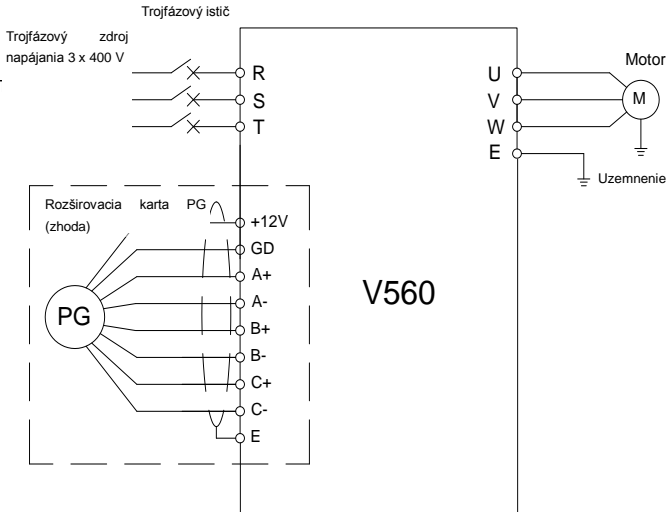 Trojfázový istič
Trojfázový zdroj
napájania 3 x 400 V
R
S
T
U
V
W
E
Motor
M
Uzemnenie
Rozširovacia karta PG
(zhoda)
+12V
GD
A+
A-
B+
B-
C+
C-
E
PG
V560